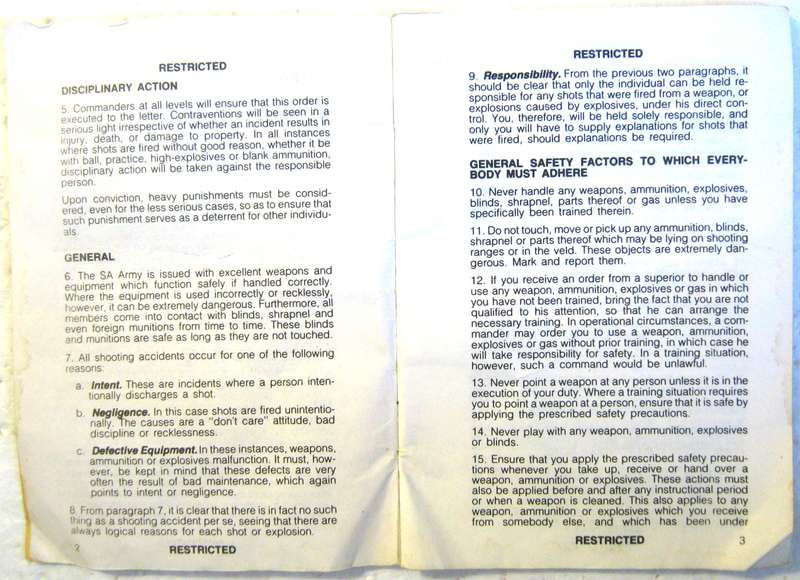 RESTRICTED
DISCIPLINARY ACTION
5. Commanders at all levels will ensure that this order is
executed to the letter. Contraventions will be seen in a
serious light irrespective of whether an incident results in
injury, death, or damage to property. In all instances
where shots are fired without good reason, whether it be
with ball, practice, high-explosives or blank ammunition,
disciplinary action will be taken against the responsible
person.
Upon conviction, heavy punishments must be consid-
ered, even for the less serious cases, so as to ensure that
such punishment serves as a deterrent for other individu-
als.
GENERAL
6. The SA Army is issued with excellent weapons and
equipment which function safely if handled correctly.
Where the equipment is used incorrectly or recklessly,
however, it can be extremely dangerous. Furthermore, all
members come into contact with blinds, shrapnel and
even foreign munitions from time to time. These blinds
and munitions are safe as long as they are not touched.
7. All shooting accidents occur for one of the following
reasons:
a. Intent. These are incidents where a person inten-
tionally discharges a shot.
b. Negligence. In this case shots are fired unintentio-
nally. The causes are a "don't care" attitude, bad
discipline or recklessness.
c. Defective Equipment. In these instances, weapons,
ammunition or explosives malfunction. It must, how-
ever, be kept in mind that these defects are very
often the result of bad maintenance, which again
points to intent or negligence.
8. From paragraph 7, it is clear that there is in fact no such
thing as a shooting accident per se, seeing that there are
always logical reasons for each shot or explosion.
2
RESTRICTED
RESTRICTED
9. Responsibility. From the previous two paragraphs, it
should be clear that only the individual can be held re-
sponsible for any shots that were fired from a weapon, or
explosions caused by explosives, under his direct con-
trol. You, therefore, will be held solely responsible, and
only you will have to supply explanations for shots that
were fired, should explanations be required.
GENERAL SAFETY FACTORS TO WHICH EVERY-
BODY MUST ADHERE
10. Never handle any weapons, ammunition, explosives,
blinds, shrapnel, parts thereof or gas unless you have
specifically been trained therein.
11. Do not touch, move or pick up any ammunition, blinds,
shrapnel or parts thereof which may be lying on shooting
ranges or in the veld. These objects are extremely dan-
gerous. Mark and report them.
12. If you receive an order from a superior to handle or
use any weapon, ammunition, explosives or gas in which
you have not been trained, bring the fact that you are not
qualified to his attention, so that he can arrange the
necessary training. In operational circumstances, a com-
mander may order you to use a weapon, ammunition,
explosives or gas without prior training, in which case he
will take responsibility for safety. In a training situation,
however, such a command would be unlawful.
13. Never point a weapon at any person unless it is in the
execution of your duty. Where a training situation requires
you to point a weapon at a person, ensure that it is safe by
applying the prescribed safety precautions.
14. Never play with any weapon, ammunition, explosives
or blinds.
15. Ensure that you apply the prescribed safety precau-
tions whenever you take up, receive or hand over a
weapon, ammunition or explosives. These actions must
also be applied before and after any instructional period
or when a weapon is cleaned. This also applies to any
weapon, ammunition or explosives which you receive
from somebody else, and which has been under
RESTRICTED
3